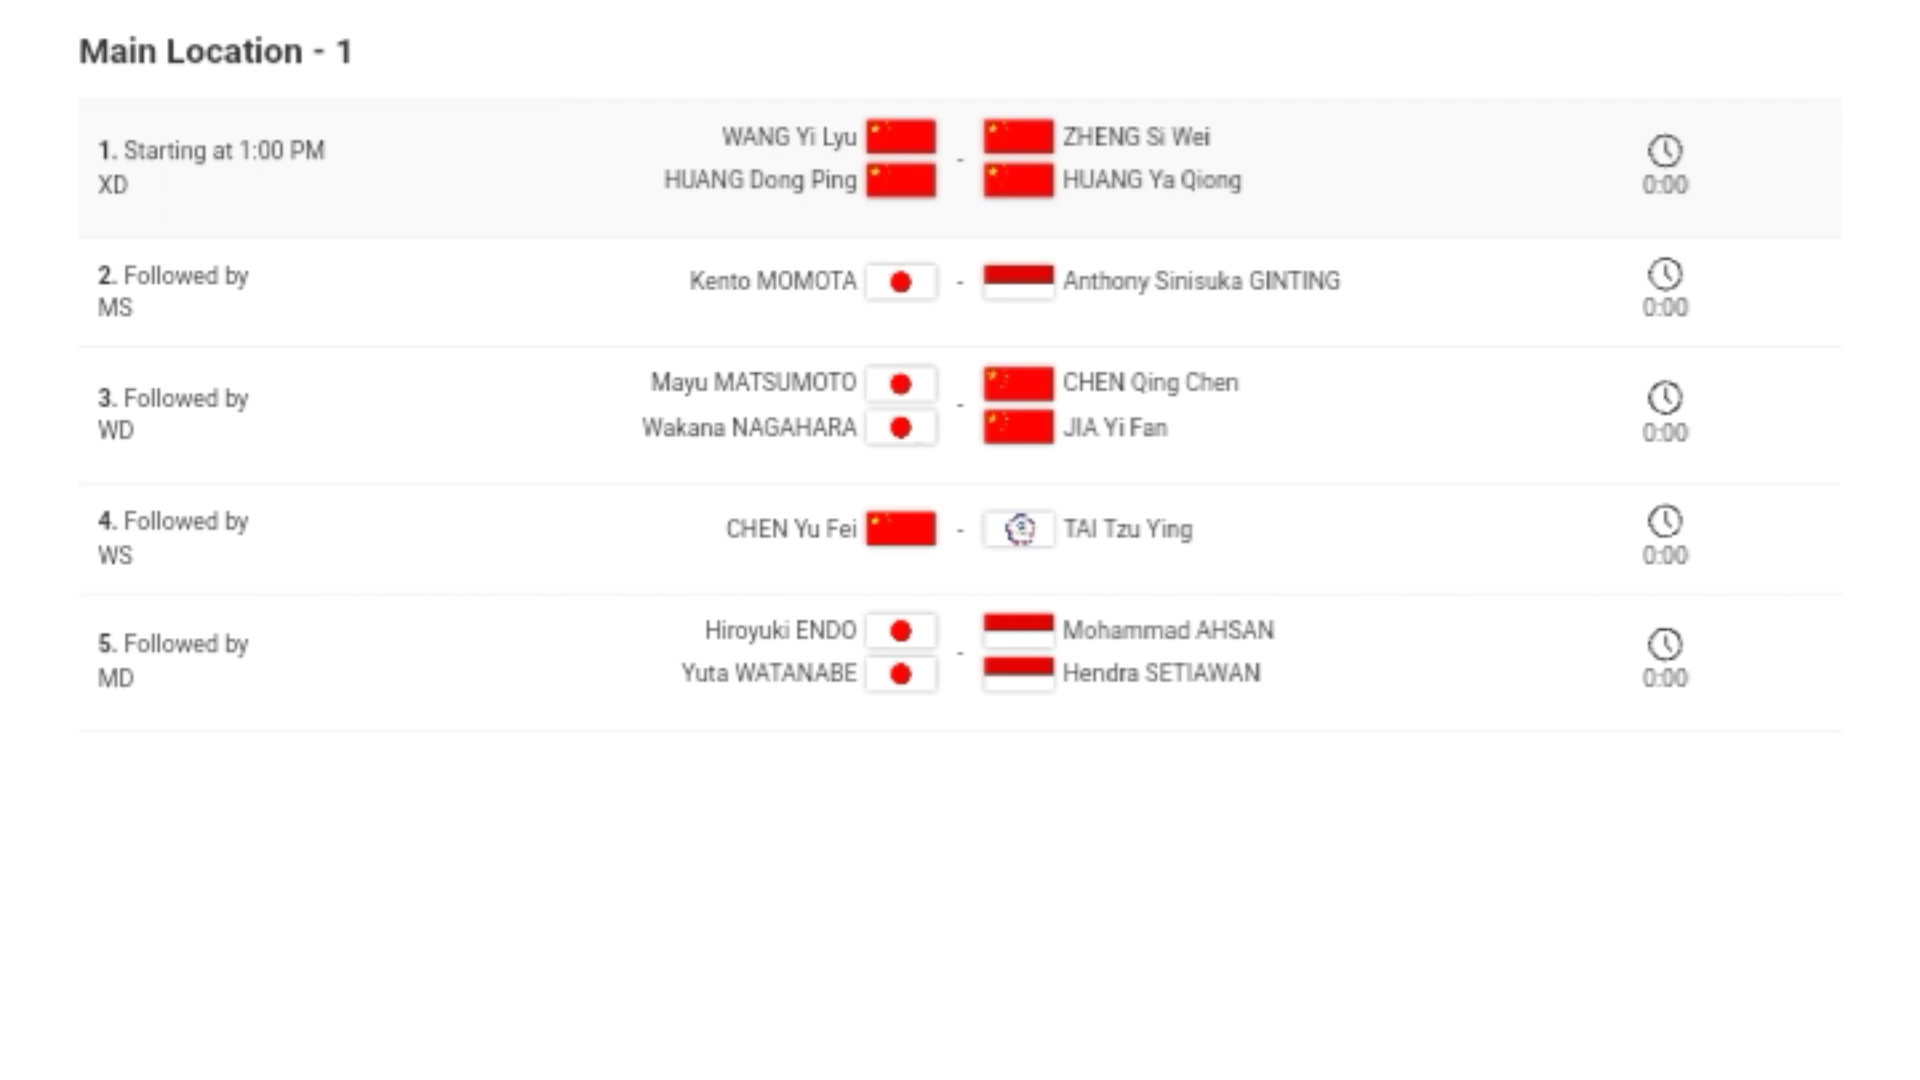 Main Location - 1
1. Starting at 1:00 PM
XD
WANG Yi Lyu - ZHENG Si Wei
HUANG Dong Ping HUANG Ya Qiong
0:00
2. Followed by
MS
Kento MOMOTA - Anthony Sinisuka GINTING
0:00
3. Followed by
WD
Mayu MATSUMOTO - CHEN Qing Chen
Wakana NAGAHARA JIA Yi Fan
0:00
4. Followed by
WS
CHEN Yu Fei - TAI Tzu Ying
0:00
5. Followed by
MD
Hiroyuki ENDO - Mohammad AHSAN
Yuta WATANABE Hendra SETIAWAN
0:00